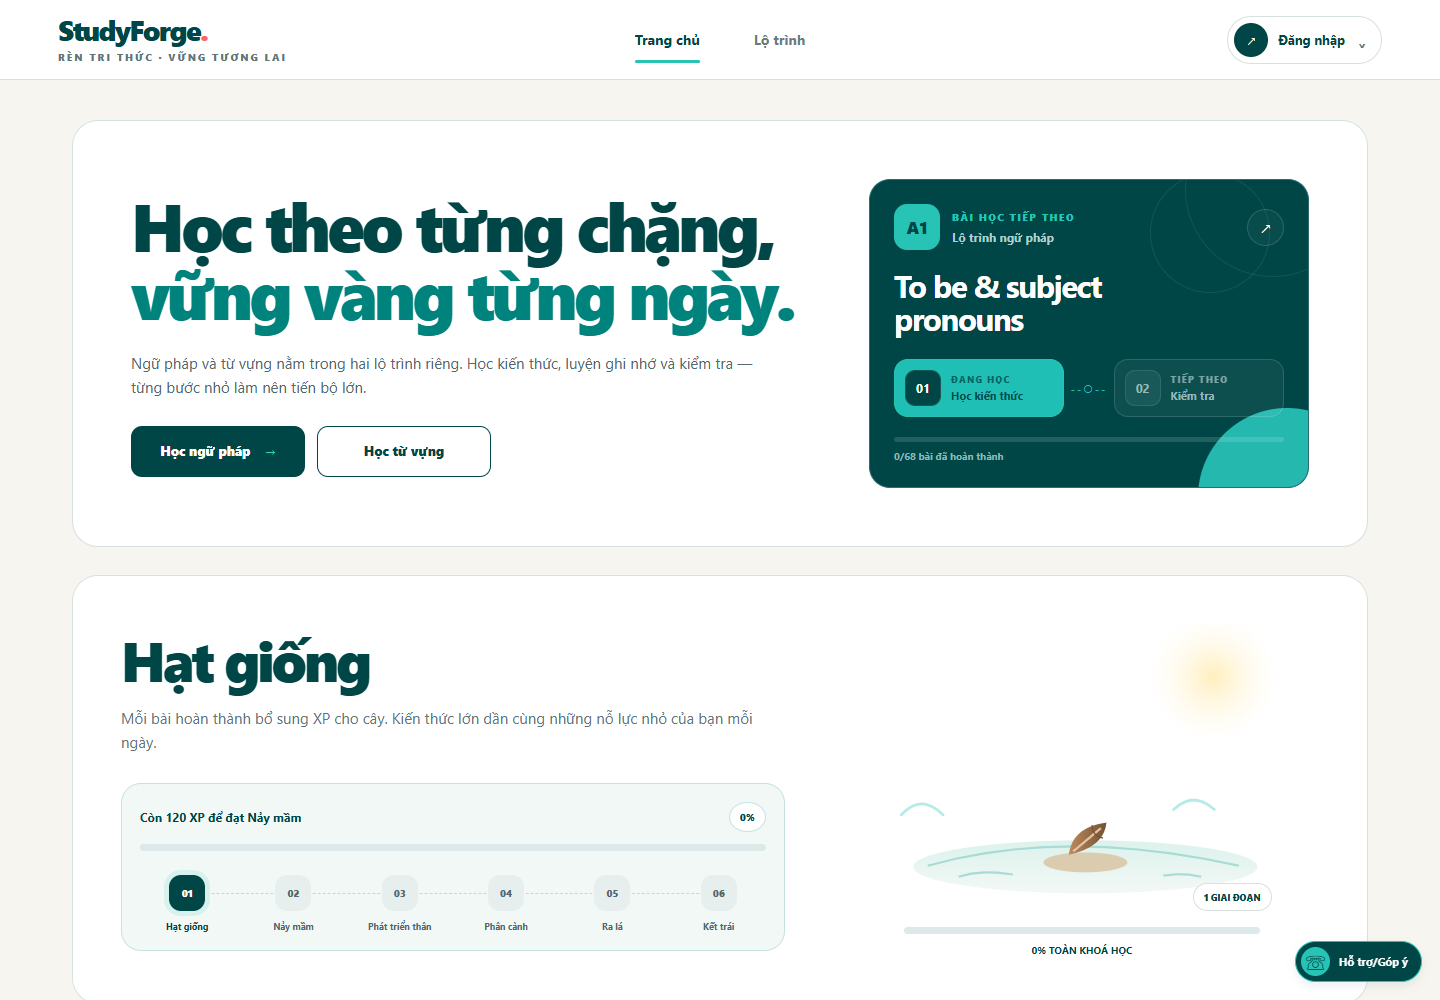 StudyForge.
RÈN TRI THỨC · VỮNG TƯƠNG LAI
Trang chủ
Lộ trình
Đăng nhập
Học theo từng chặng,
vững vàng từng ngày.
Ngữ pháp và từ vựng nằm trong hai lộ trình riêng. Học kiến thức, luyện ghi nhớ và kiểm tra —
từng bước nhỏ làm nên tiến bộ lớn.
Học ngữ pháp →
Học từ vựng
A1
BÀI HỌC TIẾP THEO
Lộ trình ngữ pháp
To be & subject
pronouns
01
ĐANG HỌC
Học kiến thức
02
TIẾP THEO
Kiểm tra
0/68 bài đã hoàn thành
Hạt giống
Mỗi bài hoàn thành bổ sung XP cho cây. Kiến thức lớn dần cùng những nỗ lực nhỏ của bạn mỗi
ngày.
Còn 120 XP để đạt Nảy mầm
0%
01
02
03
04
05
06
Hạt giống
Nảy mầm
Phát triển thân
Phân cành
Ra lá
Kết trái
1 GIAI ĐOẠN
0% TOÀN KHOÁ HỌC
Hỗ trợ/Góp ý